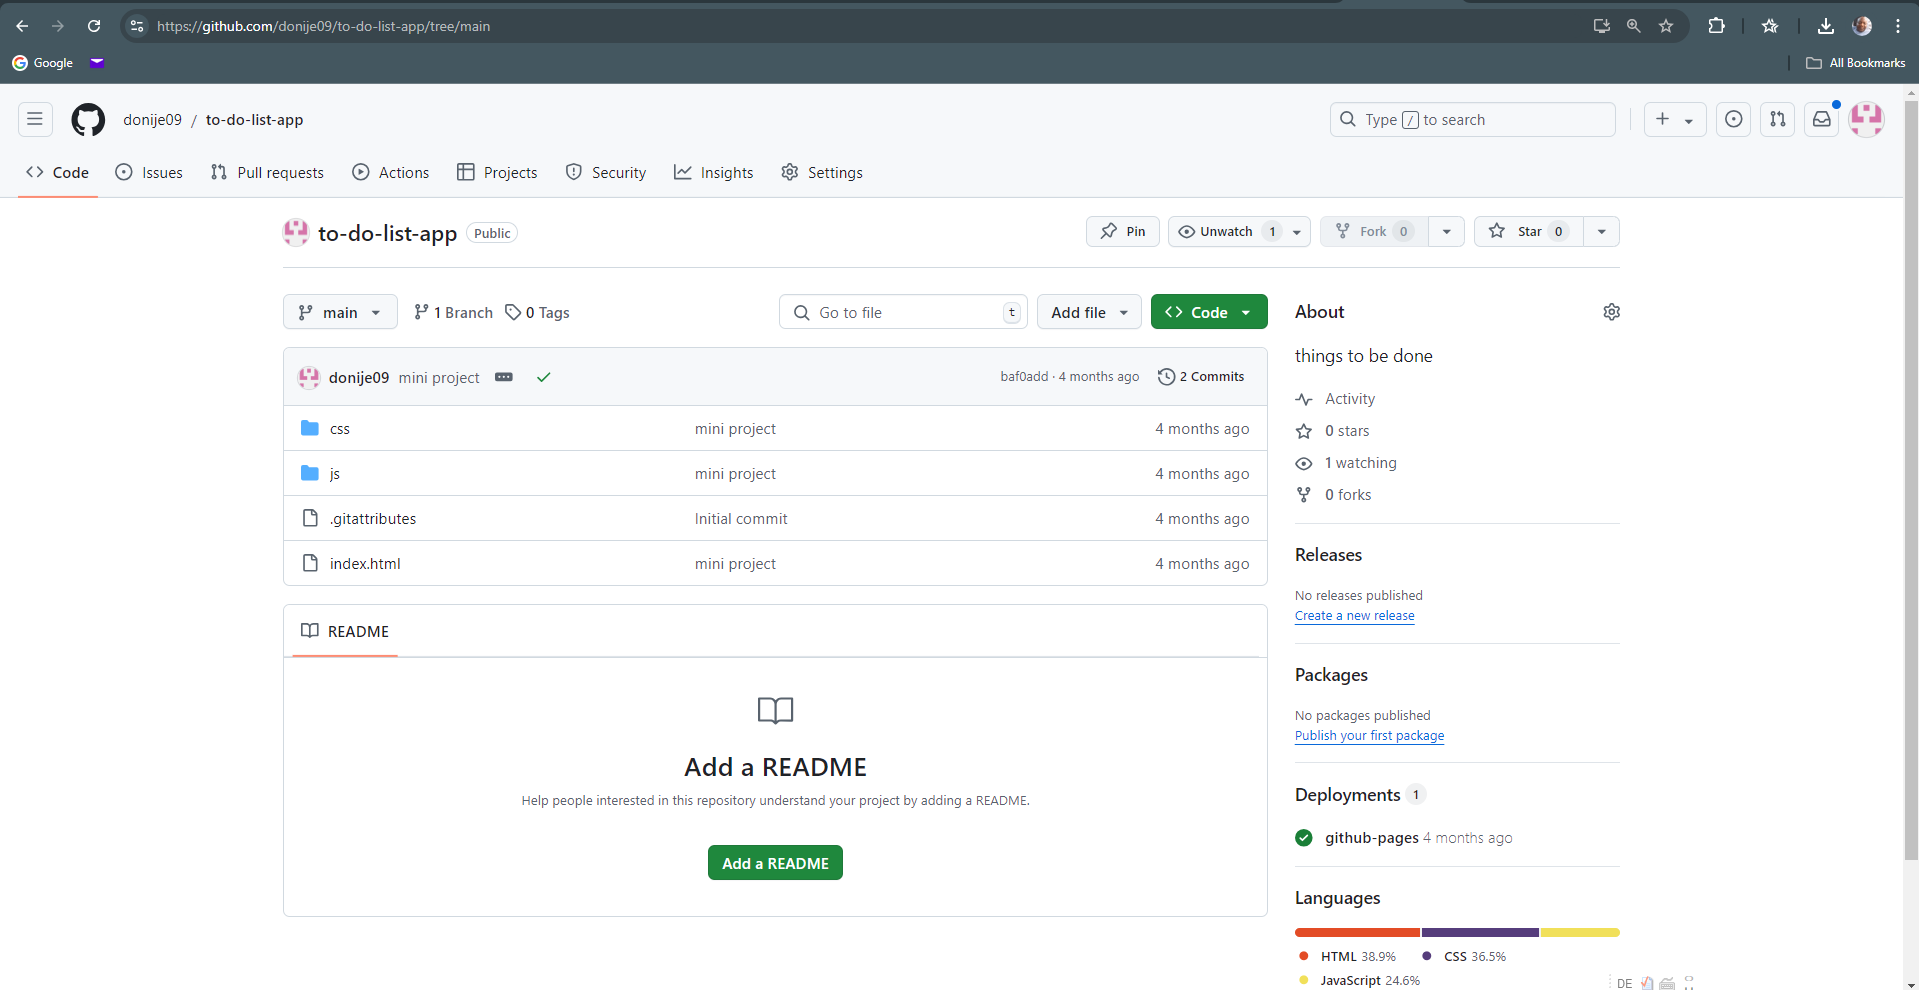 https://github.com/donije09/to-do-list-app/tree/main
Google
All Bookmarks
donije09 / to-do-list-app
Type / to search
Code Issues Pull requests Actions Projects Security Insights Settings
to-do-list-app Public
Pin Unwatch 1 Fork 0 Star 0
main 1 Branch 0 Tags Go to file t Add file Code
donije09 mini project baf0add · 4 months ago 2 Commits
css mini project 4 months ago
js mini project 4 months ago
.gitattributes Initial commit 4 months ago
index.html mini project 4 months ago
README
Add a README
Help people interested in this repository understand your project by adding a README.
Add a README
About
things to be done
Activity
0 stars
1 watching
0 forks
Releases
No releases published
Create a new release
Packages
No packages published
Publish your first package
Deployments 1
github-pages 4 months ago
Languages
HTML 38.9% CSS 36.5%
JavaScript 24.6%
DE